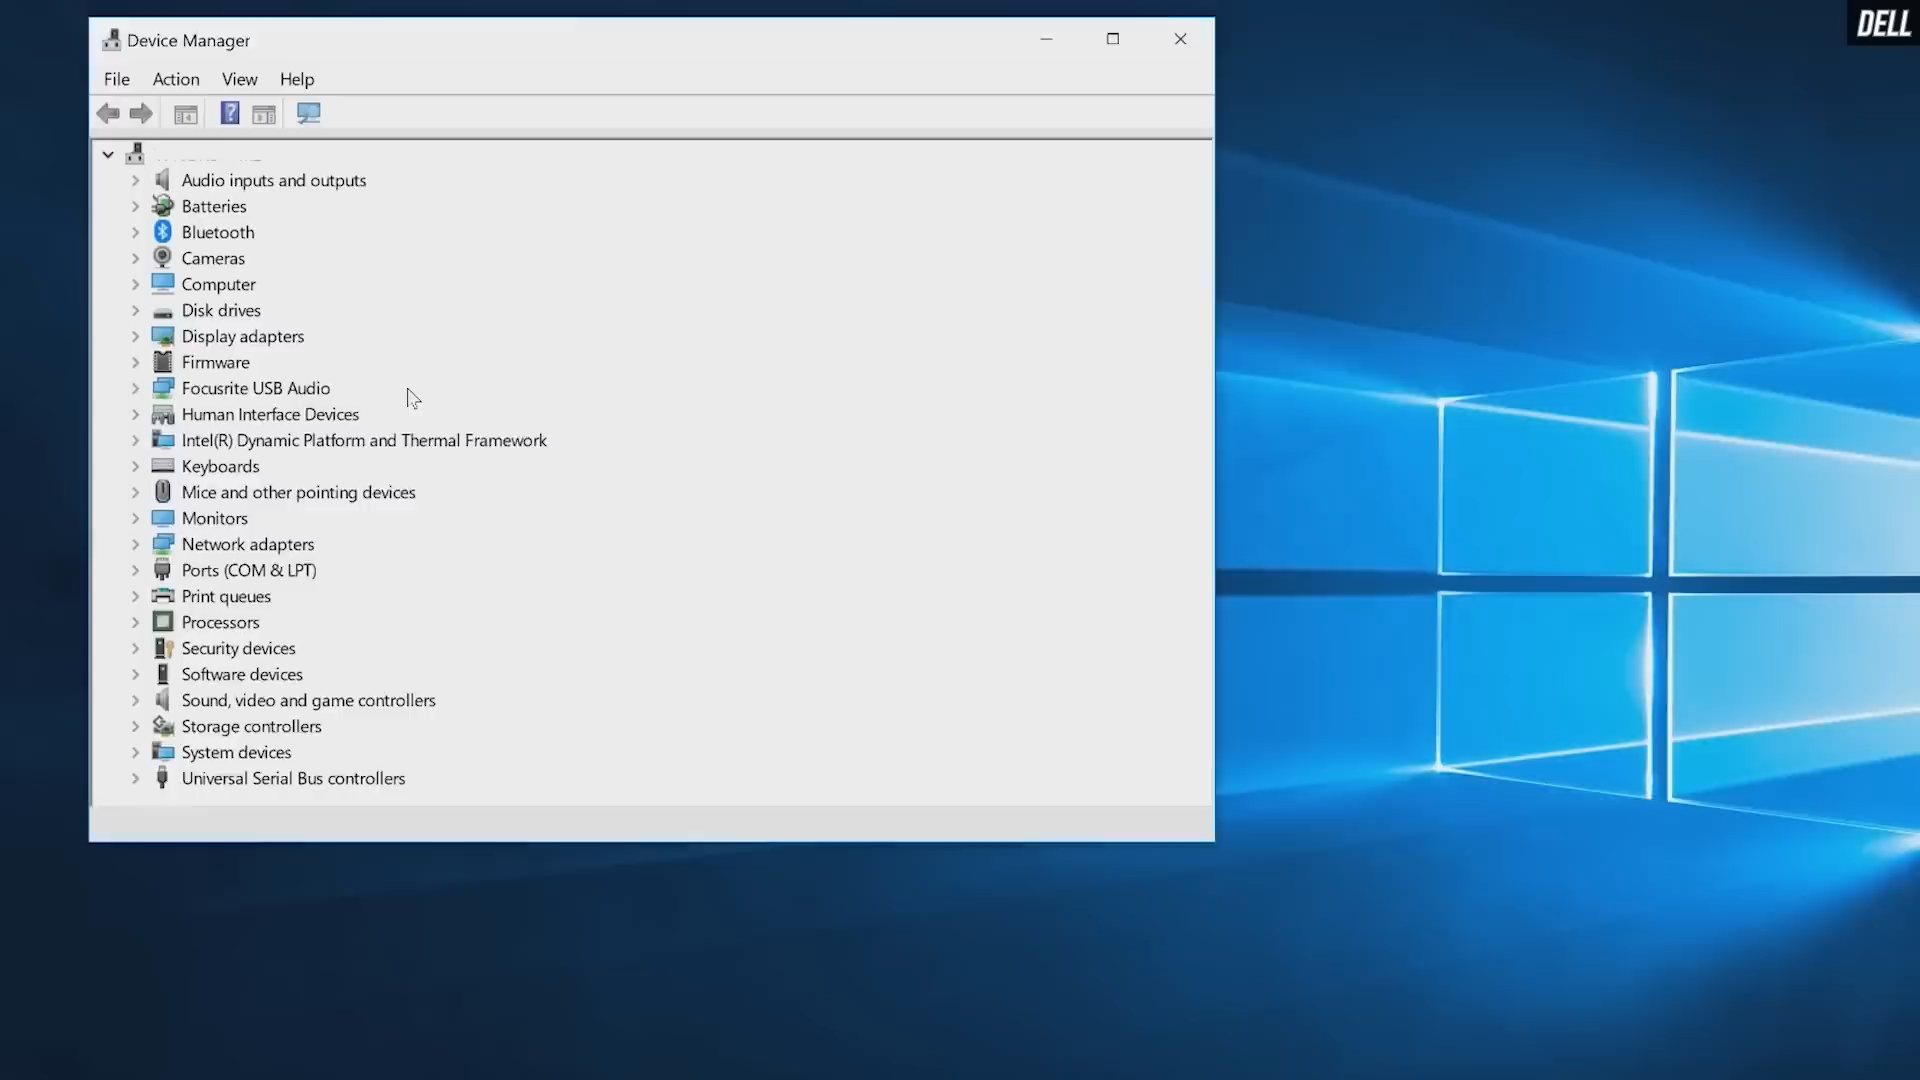 DELL
Device Manager
File Action View Help
Audio inputs and outputs
Batteries
Bluetooth
Cameras
Computer
Disk drives
Display adapters
Firmware
Focusrite USB Audio
Human Interface Devices
Intel(R) Dynamic Platform and Thermal Framework
Keyboards
Mice and other pointing devices
Monitors
Network adapters
Ports (COM & LPT)
Print queues
Processors
Security devices
Software devices
Sound, video and game controllers
Storage controllers
System devices
Universal Serial Bus controllers